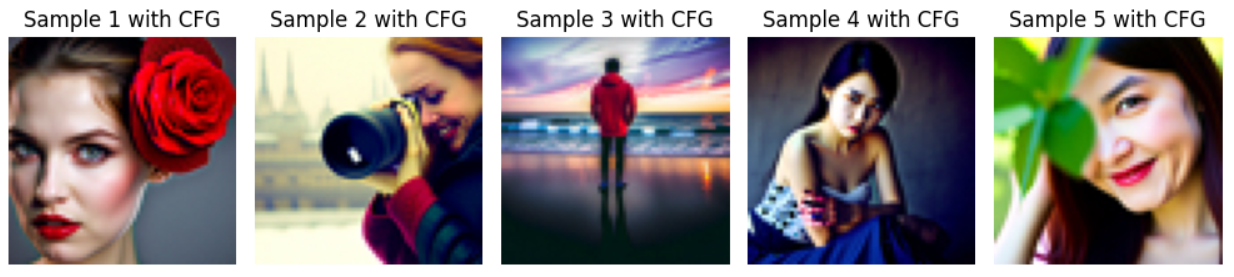 Sample 1 with CFG
Sample 2 with CFG
Sample 3 with CFG
Sample 4 with CFG
Sample 5 with CFG